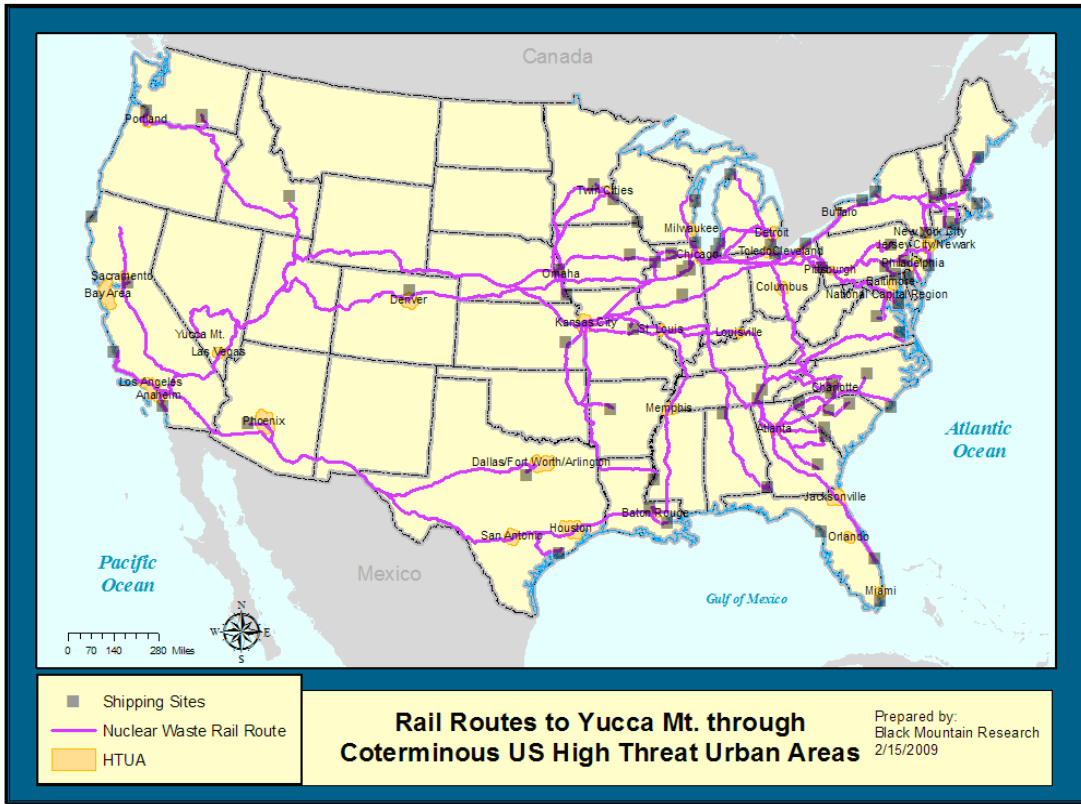 Canada
Portland
Twin Cities
Buffalo
Milwaukee
Detroit
New York City
Chicago
Toledo
Cleveland
Jersey City/Newark
Pittsburgh
Philadelphia
Sacramento
Omaha
Baltimore
Bay Area
Denver
Columbus
National Capital Region
Yucca Mt.
Kansas City
St. Louis
Louisville
Las Vegas
Los Angeles
Anaheim
Charlotte
Memphis
Phoenix
Atlanta
Atlantic
Ocean
Dallas/Fort Worth/Arlington
Jacksonville
Baton Rouge
Houston
San Antonio
Orlando
Pacific
Ocean
Mexico
Miami
Gulf of Mexico
N
W
E
S
0 70 140 280 Miles
Shipping Sites
Nuclear Waste Rail Route
HTUA
Rail Routes to Yucca Mt. through
Coterminous US High Threat Urban Areas
Prepared by:
Black Mountain Research
2/15/2009